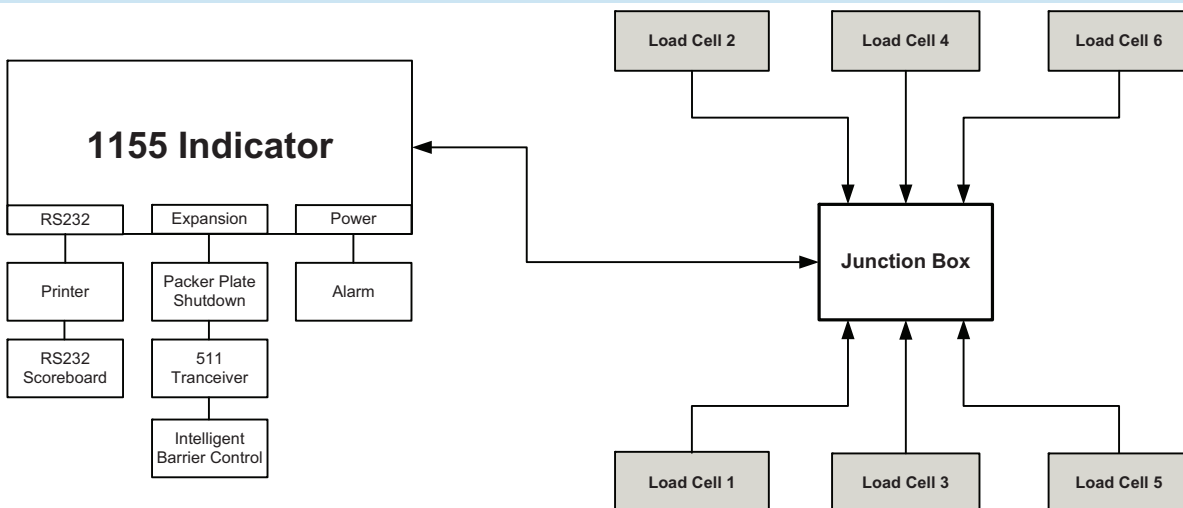 Load Cell 2
Load Cell 4
Load Cell 6
1155 Indicator
RS232
Expansion
Power
Printer
Packer Plate
Shutdown
Alarm
RS232
Scoreboard
511
Tranceiver
Intelligent
Barrier Control
Junction Box
Load Cell 1
Load Cell 3
Load Cell 5